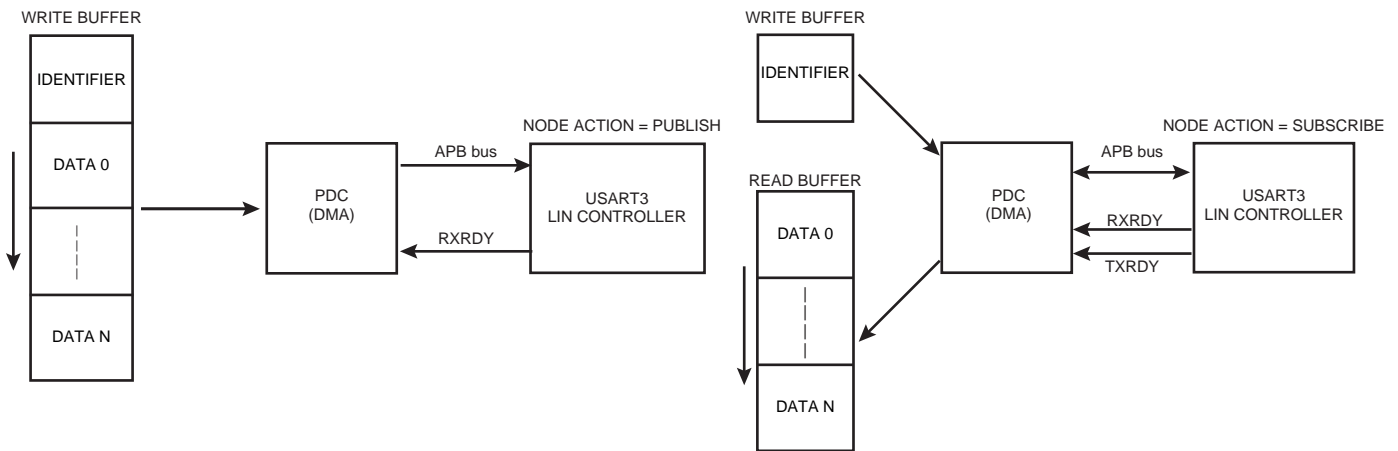 WRITE BUFFER
IDENTIFIER
DATA 0
DATA N
PDC
(DMA)
APB bus
RXRDY
NODE ACTION = PUBLISH
USART3
LIN CONTROLLER
WRITE BUFFER
IDENTIFIER
READ BUFFER
DATA 0
DATA N
PDC
(DMA)
APB bus
RXRDY
TXRDY
NODE ACTION = SUBSCRIBE
USART3
LIN CONTROLLER